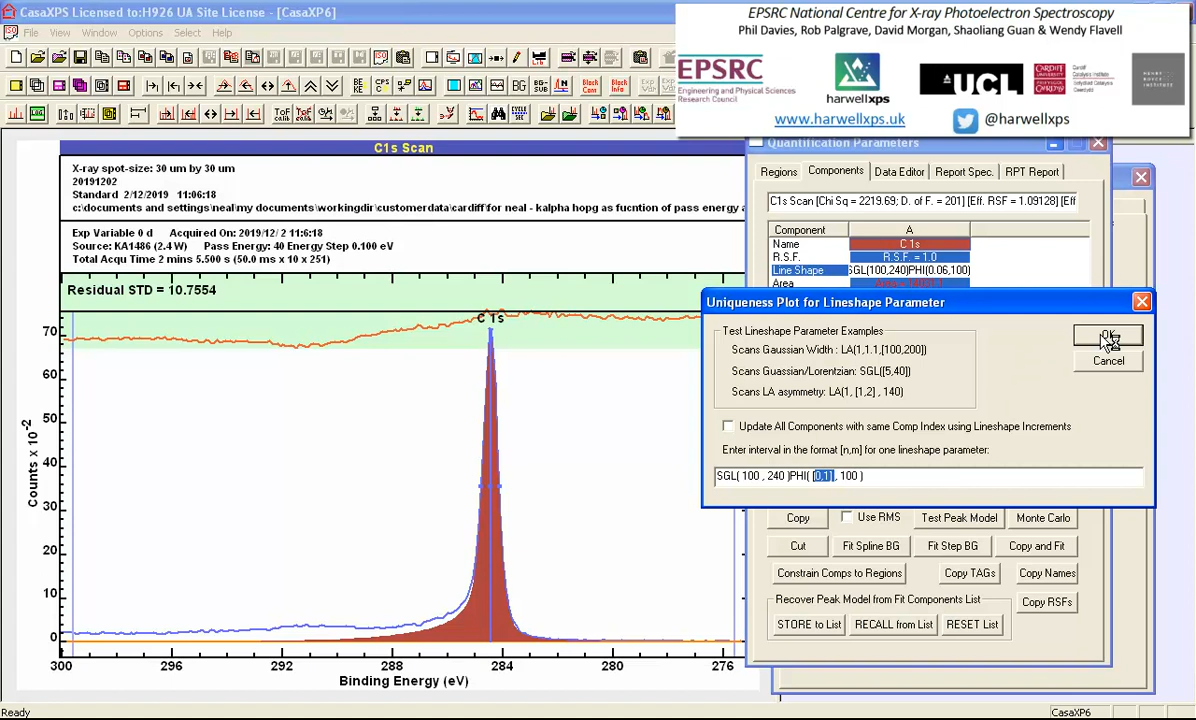 CasaXPS Licensed to:H926 UA Site License - [CasaXP6]
File View Window Options Select Help
EPSRC National Centre for X-ray Photoelectron Spectroscopy
Phil Davies, Rob Palgrave, David Morgan, Shaoliang Guan & Wendy Flavell
EPSRC
Engineering and Physical Sciences
Research Council
harwellxps
UCL
www.harwellxps.uk
@harwellxps
C1s Scan
X-ray spot-size: 30 um by 30 um
20191202
Standard 2/12/2019 11:06:18
c:\documents and settings\neal\my documents\workingdir\customerdata\cardiff\for neal - kalpha hopg as fucntion of pass energy a
Exp Variable 0 d Acquired On: 2019/12/ 2 11:6:18
Source: KA1486 (2.4 W) Pass Energy: 40 Energy Step 0.100 eV
Total Acqu Time 2 mins 5.500 s (50.0 ms x 10 x 251)
Residual STD = 10.7554
C 1s
70
60
50
40
30
20
10
0
Counts x 10-2
300 296 292 288 284 280 276
Binding Energy (eV)
Quantification Parameters
Regions Components Data Editor Report Spec. RPT Report
C1s Scan [Chi Sq = 2219.69; D. of F. = 201] [Eff. RSF = 1.09128] [Eff
Component A
Name C 1s
R.S.F. R.S.F. = 1.0
Line Shape SGL(100,240)PHI(0.06,100)
Area
Uniqueness Plot for Lineshape Parameter
Test Lineshape Parameter Examples
Scans Gaussian Width : LA(1,1.1,[100,200])
Scans Guassian/Lorentzian: SGL([5,40])
Scans LA asymmetry: LA(1, [1,2] , 140)
OK
Cancel
Update All Components with same Comp Index using Lineshape Increments
Enter interval in the format [n,m] for one lineshape parameter:
SGL( 100 , 240 )PHI( [0,1] , 100 )
Copy Use RMS Test Peak Model Monte Carlo
Cut Fit Spline BG Fit Step BG Copy and Fit
Constrain Comps to Regions Copy TAGs Copy Names
Recover Peak Model from Fit Components List
Copy RSFs
STORE to List RECALL from List RESET List
Ready
CasaXP6